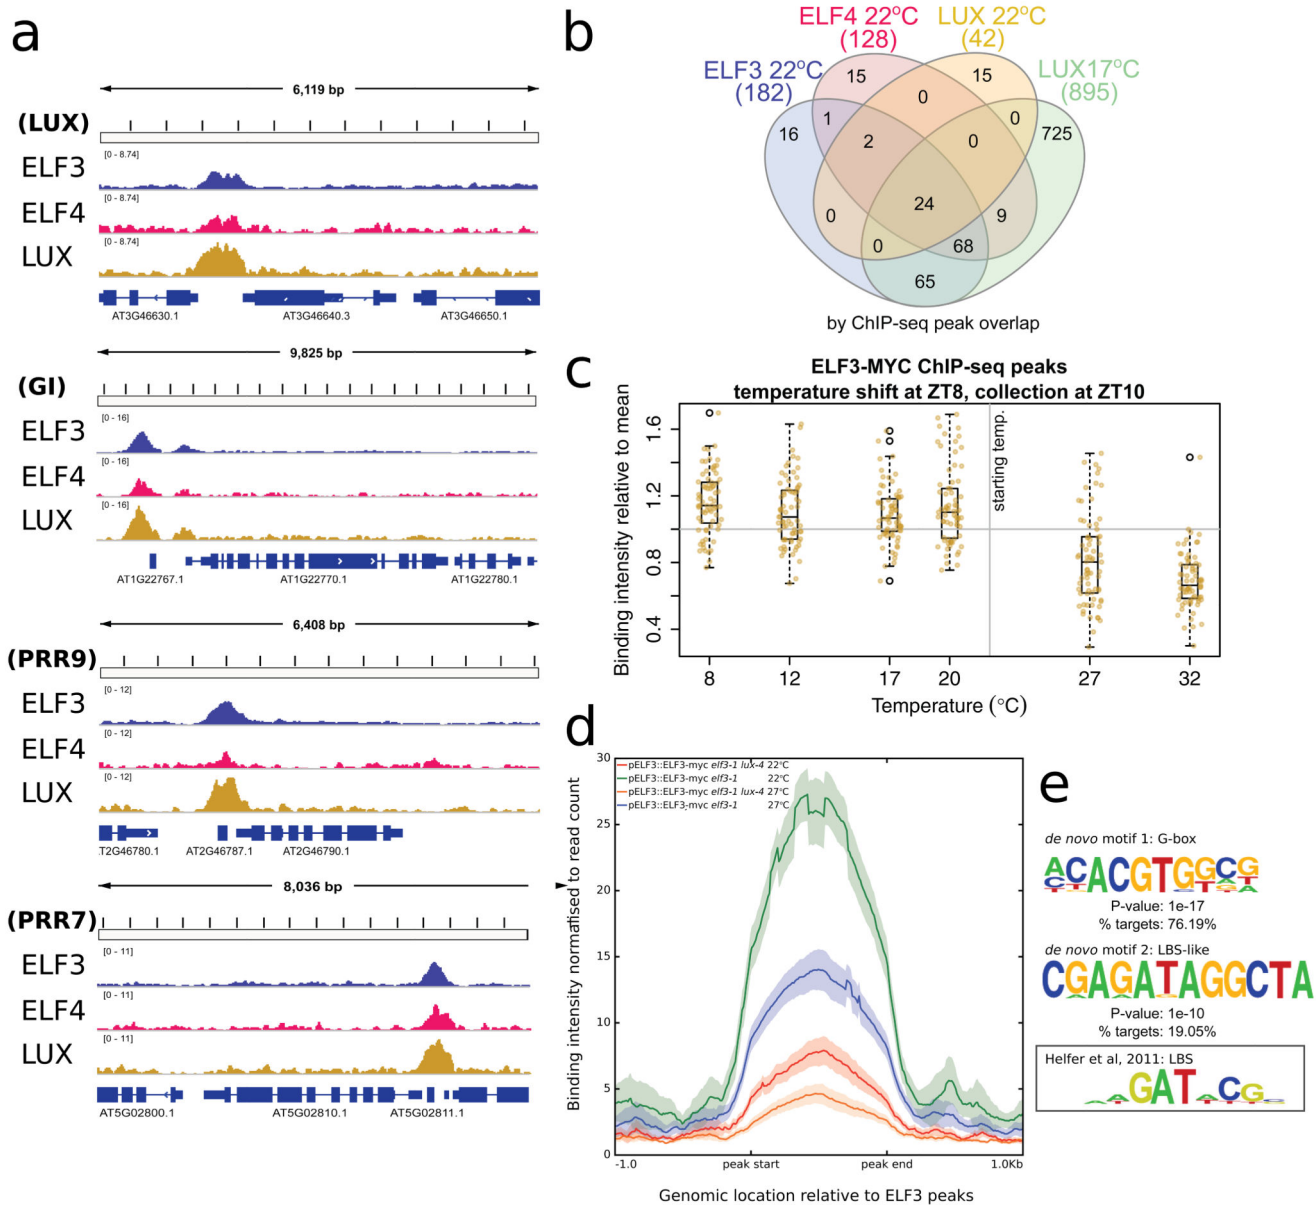 a
6,119 bp
(LUX)
[0 - 8.74]
ELF3
[0 - 8.74]
ELF4
[0 - 8.74]
LUX
AT3G46630.1
AT3G46640.3
AT3G46650.1
9,825 bp
(GI)
[0 - 16]
ELF3
[0 - 16]
ELF4
[0 - 16]
LUX
AT1G22767.1
AT1G22770.1
AT1G22780.1
6,408 bp
(PRR9)
[0 - 12]
ELF3
[0 - 12]
ELF4
[0 - 12]
LUX
.T2G46780.1
AT2G46787.1
AT2G46790.1
8,036 bp
(PRR7)
[0 - 11]
ELF3
[0 - 11]
ELF4
[0 - 11]
LUX
AT5G02800.1
AT5G02810.1
AT5G02811.1
b
ELF4 22°C
(128)
LUX 22°C
(42)
ELF3 22°C
(182)
LUX17°C
(895)
15
15
0
1
0
16
2
0
725
24
0
9
0
68
65
by ChIP-seq peak overlap
c
ELF3-MYC ChIP-seq peaks
temperature shift at ZT8, collection at ZT10
Binding intensity relative to mean
1.6
1.2
0.8
0.4
starting temp.
8
12
17
20
27
32
Temperature (°C)
d
Binding intensity normalised to read count
30
25
20
15
10
5
0
pELF3::ELF3-myc elf3-1 lux-4 22°C
pELF3::ELF3-myc elf3-1 22°C
pELF3::ELF3-myc elf3-1 lux-4 27°C
pELF3::ELF3-myc elf3-1 27°C
-1.0
peak start
peak end
1.0Kb
Genomic location relative to ELF3 peaks
e
de novo motif 1: G-box
ACACGTGGCG
P-value: 1e-17
% targets: 76.19%
de novo motif 2: LBS-like
CGAGATAGGCTA
P-value: 1e-10
% targets: 19.05%
Helfer et al, 2011: LBS
GAT
CG